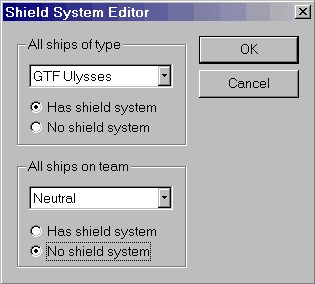 Shield System Editor
All ships of type
GTF Ulysses
Has shield system
No shield system
OK
Cancel
All ships on team
Neutral
Has shield system
No shield system